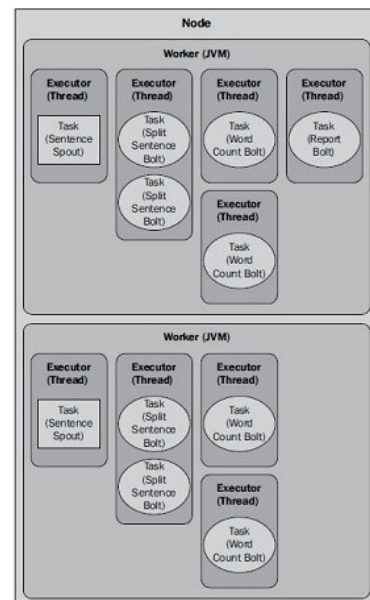 Node
Worker (JVM)
Executor
(Thread)
Task
(Sentence
Spout)
Executor
(Thread)
Task
(Split
Sentence
Bolt)
Task
(Split
Sentence
Bolt)
Executor
(Thread)
Task
(Word
Count Bolt)
Executor
(Thread)
Task
(Report
Bolt)
Executor
(Thread)
Task
(Word
Count Bolt)
Worker (JVM)
Executor
(Thread)
Task
(Sentence
Spout)
Executor
(Thread)
Task
(Split
Sentence
Bolt)
Task
(Split
Sentence
Bolt)
Executor
(Thread)
Task
(Word
Count Bolt)
Executor
(Thread)
Task
(Word
Count Bolt)